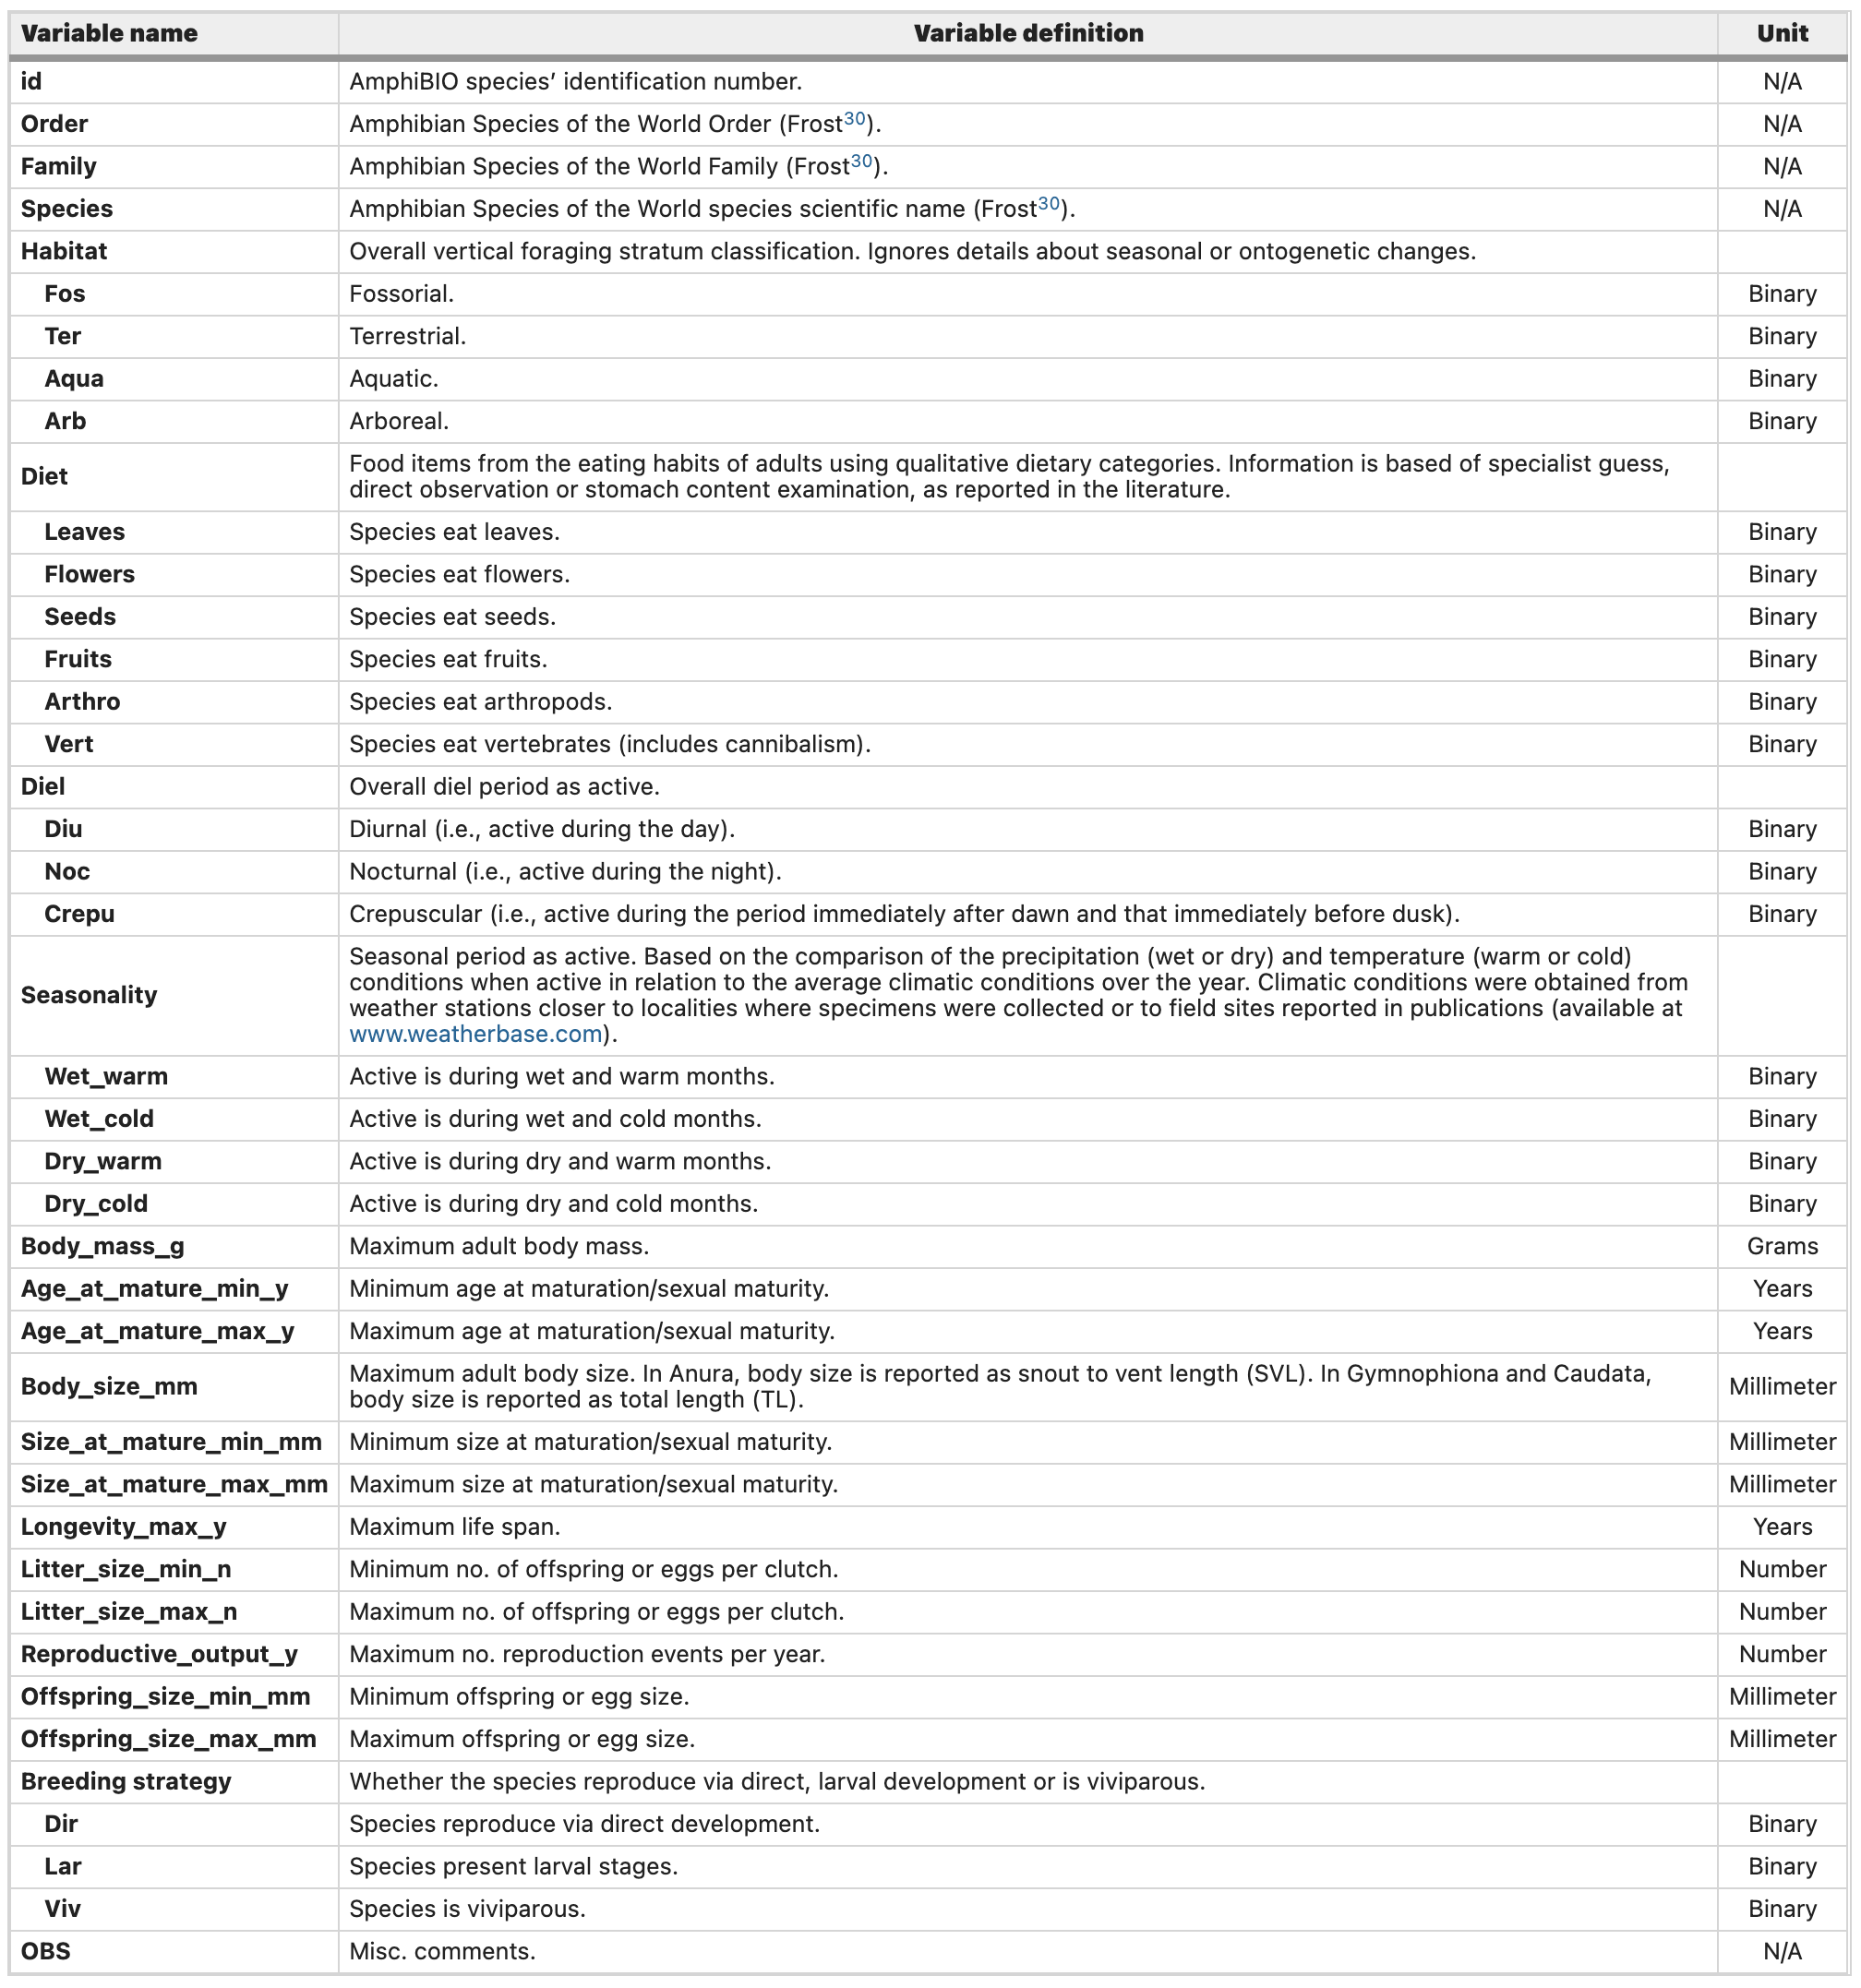 Variable name Variable definition Unit
id AmphiBIO species’ identification number. N/A
Order Amphibian Species of the World Order (Frost30). N/A
Family Amphibian Species of the World Family (Frost30). N/A
Species Amphibian Species of the World species scientific name (Frost30). N/A
Habitat Overall vertical foraging stratum classification. Ignores details about seasonal or ontogenetic changes.
Fos Fossorial. Binary
Ter Terrestrial. Binary
Aqua Aquatic. Binary
Arb Arboreal. Binary
Diet Food items from the eating habits of adults using qualitative dietary categories. Information is based of specialist guess,
direct observation or stomach content examination, as reported in the literature.
Leaves Species eat leaves. Binary
Flowers Species eat flowers. Binary
Seeds Species eat seeds. Binary
Fruits Species eat fruits. Binary
Arthro Species eat arthropods. Binary
Vert Species eat vertebrates (includes cannibalism). Binary
Diel Overall diel period as active.
Diu Diurnal (i.e., active during the day). Binary
Noc Nocturnal (i.e., active during the night). Binary
Crepu Crepuscular (i.e., active during the period immediately after dawn and that immediately before dusk). Binary
Seasonality Seasonal period as active. Based on the comparison of the precipitation (wet or dry) and temperature (warm or cold)
conditions when active in relation to the average climatic conditions over the year. Climatic conditions were obtained from
weather stations closer to localities where specimens were collected or to field sites reported in publications (available at
www.weatherbase.com).
Wet_warm Active is during wet and warm months. Binary
Wet_cold Active is during wet and cold months. Binary
Dry_warm Active is during dry and warm months. Binary
Dry_cold Active is during dry and cold months. Binary
Body_mass_g Maximum adult body mass. Grams
Age_at_mature_min_y Minimum age at maturation/sexual maturity. Years
Age_at_mature_max_y Maximum age at maturation/sexual maturity. Years
Body_size_mm Maximum adult body size. In Anura, body size is reported as snout to vent length (SVL). In Gymnophiona and Caudata, Millimeter
body size is reported as total length (TL).
Size_at_mature_min_mm Minimum size at maturation/sexual maturity. Millimeter
Size_at_mature_max_mm Maximum size at maturation/sexual maturity. Millimeter
Longevity_max_y Maximum life span. Years
Litter_size_min_n Minimum no. of offspring or eggs per clutch. Number
Litter_size_max_n Maximum no. of offspring or eggs per clutch. Number
Reproductive_output_y Maximum no. reproduction events per year. Number
Offspring_size_min_mm Minimum offspring or egg size. Millimeter
Offspring_size_max_mm Maximum offspring or egg size. Millimeter
Breeding strategy Whether the species reproduce via direct, larval development or is viviparous.
Dir Species reproduce via direct development. Binary
Lar Species present larval stages. Binary
Viv Species is viviparous. Binary
OBS Misc. comments. N/A